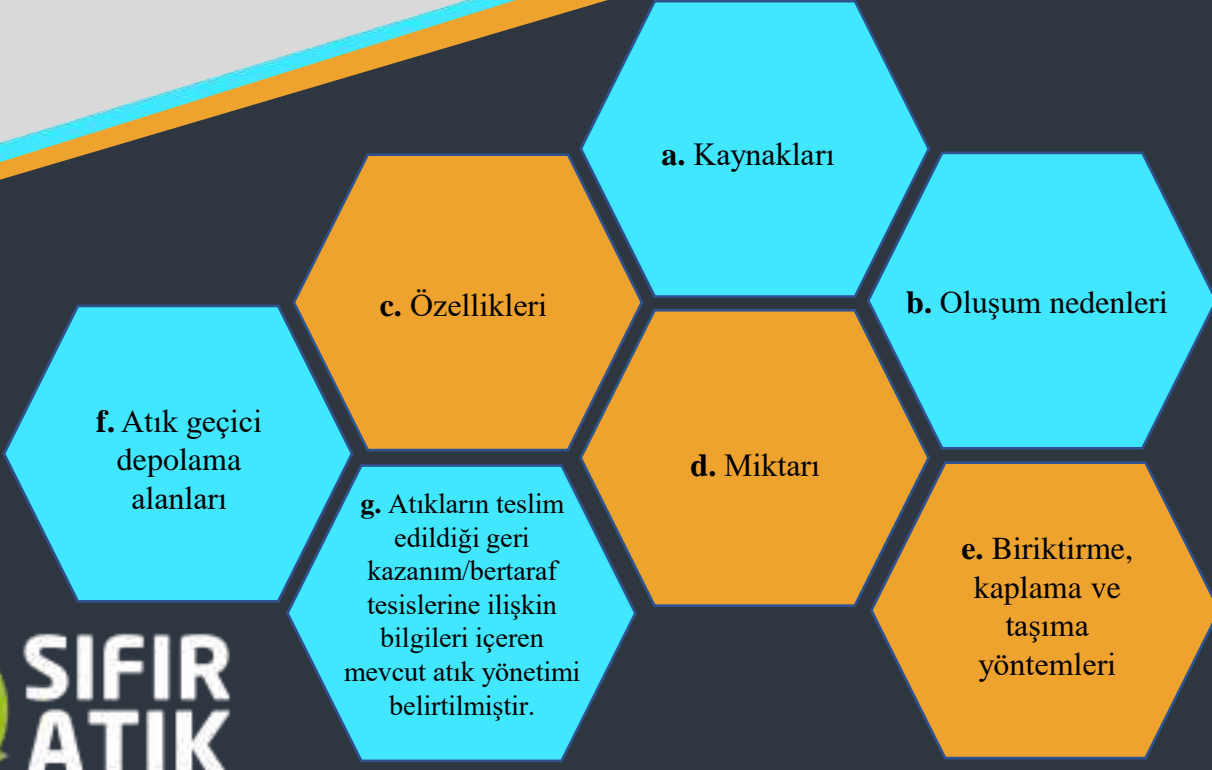 a. Kaynakları
b. Oluşum nedenleri
c. Özellikleri
d. Miktarı
e. Biriktirme,
kaplama ve
taşıma
yöntemleri
f. Atık geçici
depolama
alanları
g. Atıkların teslim
edildiği geri
kazanım/bertaraf
tesislerine ilişkin
bilgileri içeren
mevcut atık yönetimi
belirtilmiştir.
SIFIR
ATIK